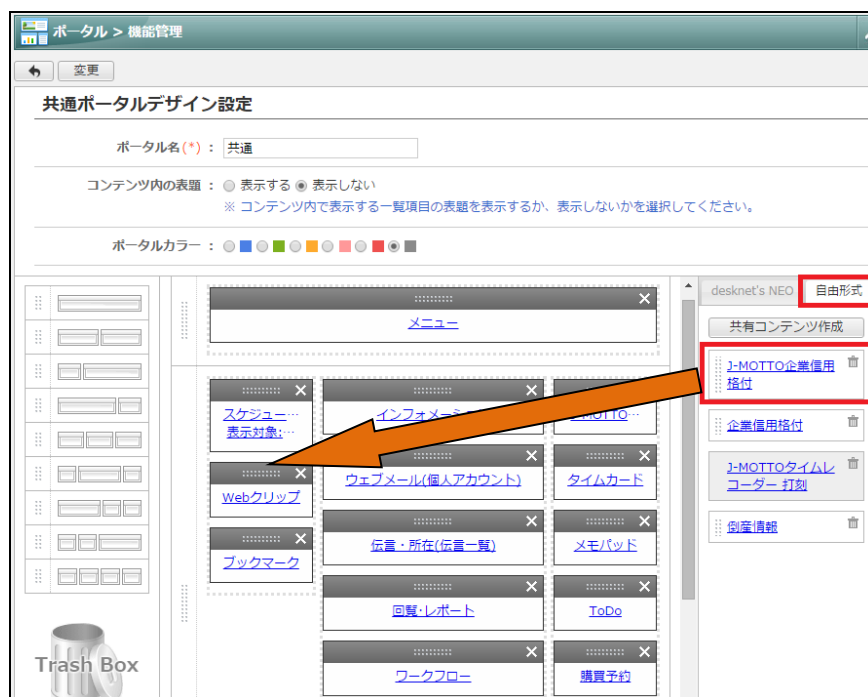 ポータル > 機能管理
変更
共通ポータルデザイン設定
ポータル名(*) : 共通
コンテンツ内の表題 : 表示する 表示しない
※ コンテンツ内で表示する一覧項目の表題を表示するか、表示しないかを選択してください。
ポータルカラー :
メニュー
スケジュー…
表示対象:…
Webクリップ
ブックマーク
ウェブメール(個人アカウント)
伝言・所在(伝言一覧)
回覧・レポート
ワークフロー
タイムカード
メモパッド
ToDo
購買予約
desknet's NEO
自由形式
共有コンテンツ作成
J-MOTTO企業信用
格付
企業信用格付
J-MOTTOタイムレ
コーダー 打刻
倒産情報
Trash Box